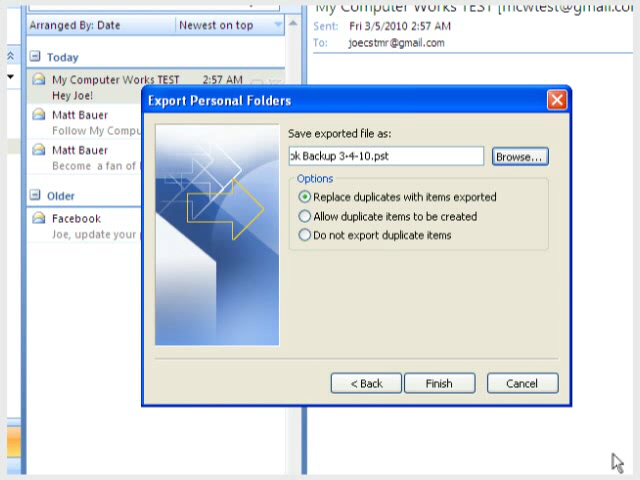 Arranged By: Date
Newest on top
Today
My Computer Works TEST
2:57 AM
Hey Joe!
Matt Bauer
Follow My Compu
Matt Bauer
Become a fan of
Older
Facebook
Joe, update your
My Computer Works TEST [mcwtest@gmail.co
Sent: Fri 3/5/2010 2:57 AM
To: joecstmr@gmail.com
Export Personal Folders
Save exported file as:
ok Backup 3-4-10.pst
Browse...
Options
Replace duplicates with items exported
Allow duplicate items to be created
Do not export duplicate items
< Back
Finish
Cancel